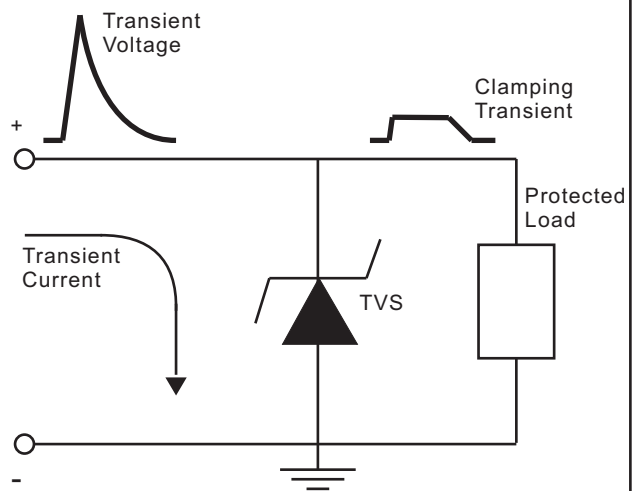 Transient
Voltage
Clamping
Transient
+
Protected
Load
Transient
Current
TVS
-